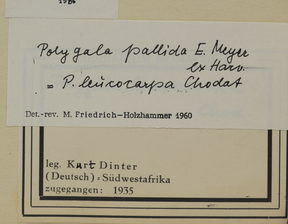 Polygala pallida E. Meyer
ex Harv.
= P. leucocarpa Chodat
Det.-rev. M. Friedrich-Holzhammer 1960
leg. Kurt Dinter
(Deutsch)-Südwestafrika
zugegangen: 1935